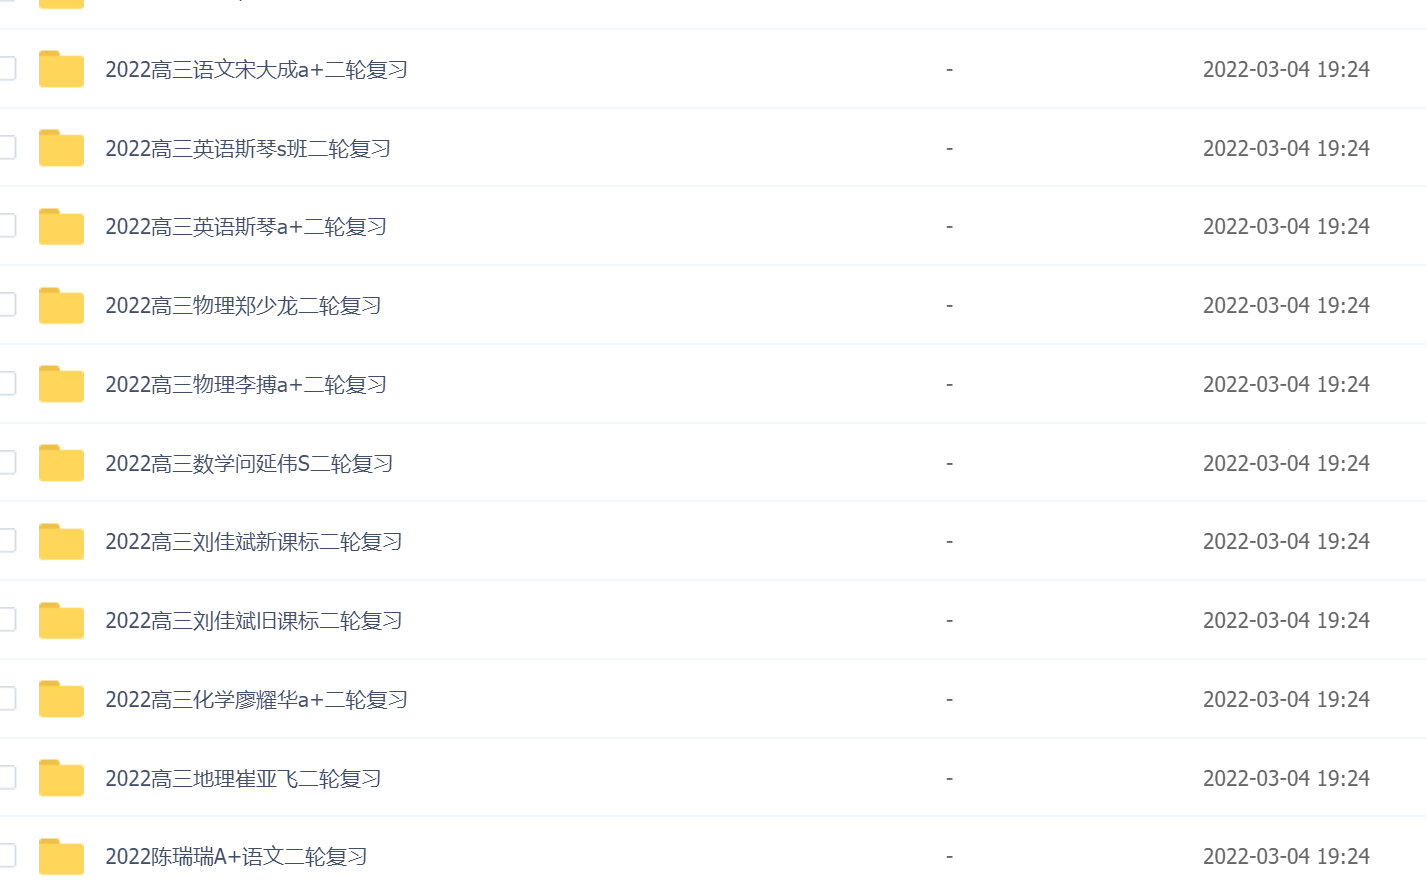 2022高三语文宋大成a+二轮复习 - 2022-03-04 19:24
2022高三英语斯琴s班二轮复习 - 2022-03-04 19:24
2022高三英语斯琴a+二轮复习 - 2022-03-04 19:24
2022高三物理郑少龙二轮复习 - 2022-03-04 19:24
2022高三物理李搏a+二轮复习 - 2022-03-04 19:24
2022高三数学问延伟S二轮复习 - 2022-03-04 19:24
2022高三刘佳斌新课标二轮复习 - 2022-03-04 19:24
2022高三刘佳斌旧课标二轮复习 - 2022-03-04 19:24
2022高三化学廖耀华a+二轮复习 - 2022-03-04 19:24
2022高三地理崔亚飞二轮复习 - 2022-03-04 19:24
2022陈瑞瑞A+语文二轮复习 - 2022-03-04 19:24